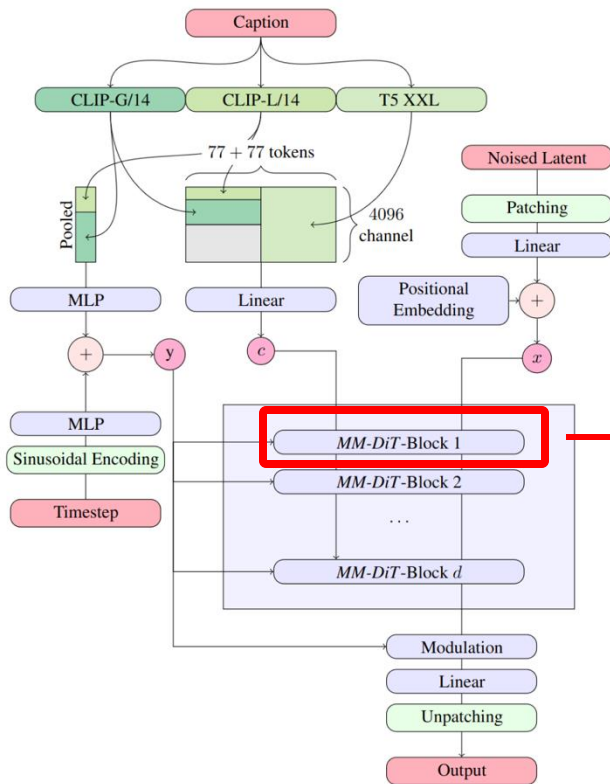 Caption
CLIP-G/14
CLIP-L/14
T5 XXL
77 + 77 tokens
Pooled
4096
channel
Noised Latent
Patching
Linear
Positional
Embedding
+
x
MLP
Linear
+
y
c
MLP
Sinusoidal Encoding
Timestep
MM-DiT-Block 1
MM-DiT-Block 2
...
MM-DiT-Block d
Modulation
Linear
Unpatching
Output